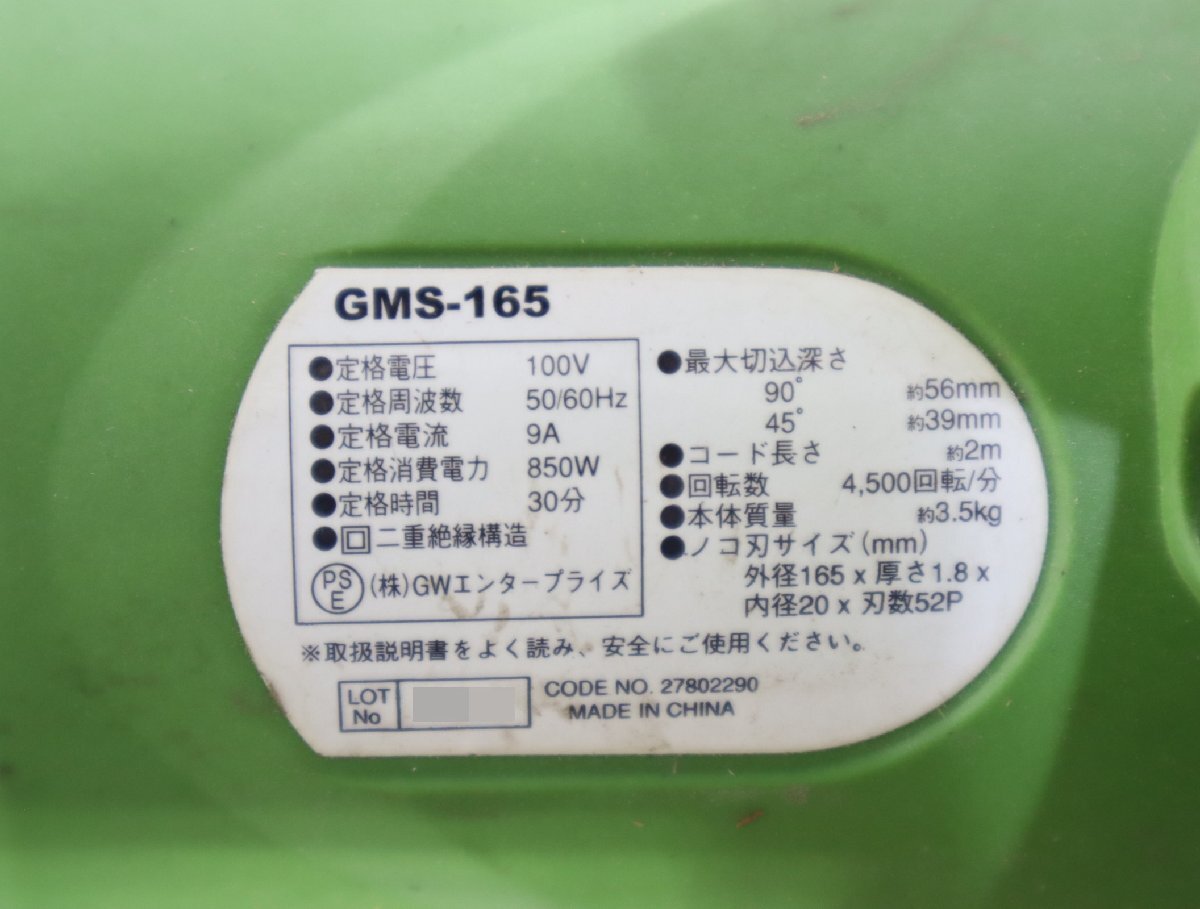 GMS-165
●定格電圧 100V
●定格周波数 50/60Hz
●定格電流 9A
●定格消費電力 850W
●定格時間 30分
●回二重絶縁構造
PSE (株)GWエンタープライズ
●最大切込深さ
90° 約56mm
45° 約39mm
●コード長さ 約2m
●回転数 4,500回転/分
●本体質量 約3.5kg
●ノコ刃サイズ(mm)
外径165 x 厚さ1.8 x
内径20 x 刃数52P
※取扱説明書をよく読み、安全にご使用ください。
LOT No
CODE NO. 27802290
MADE IN CHINA